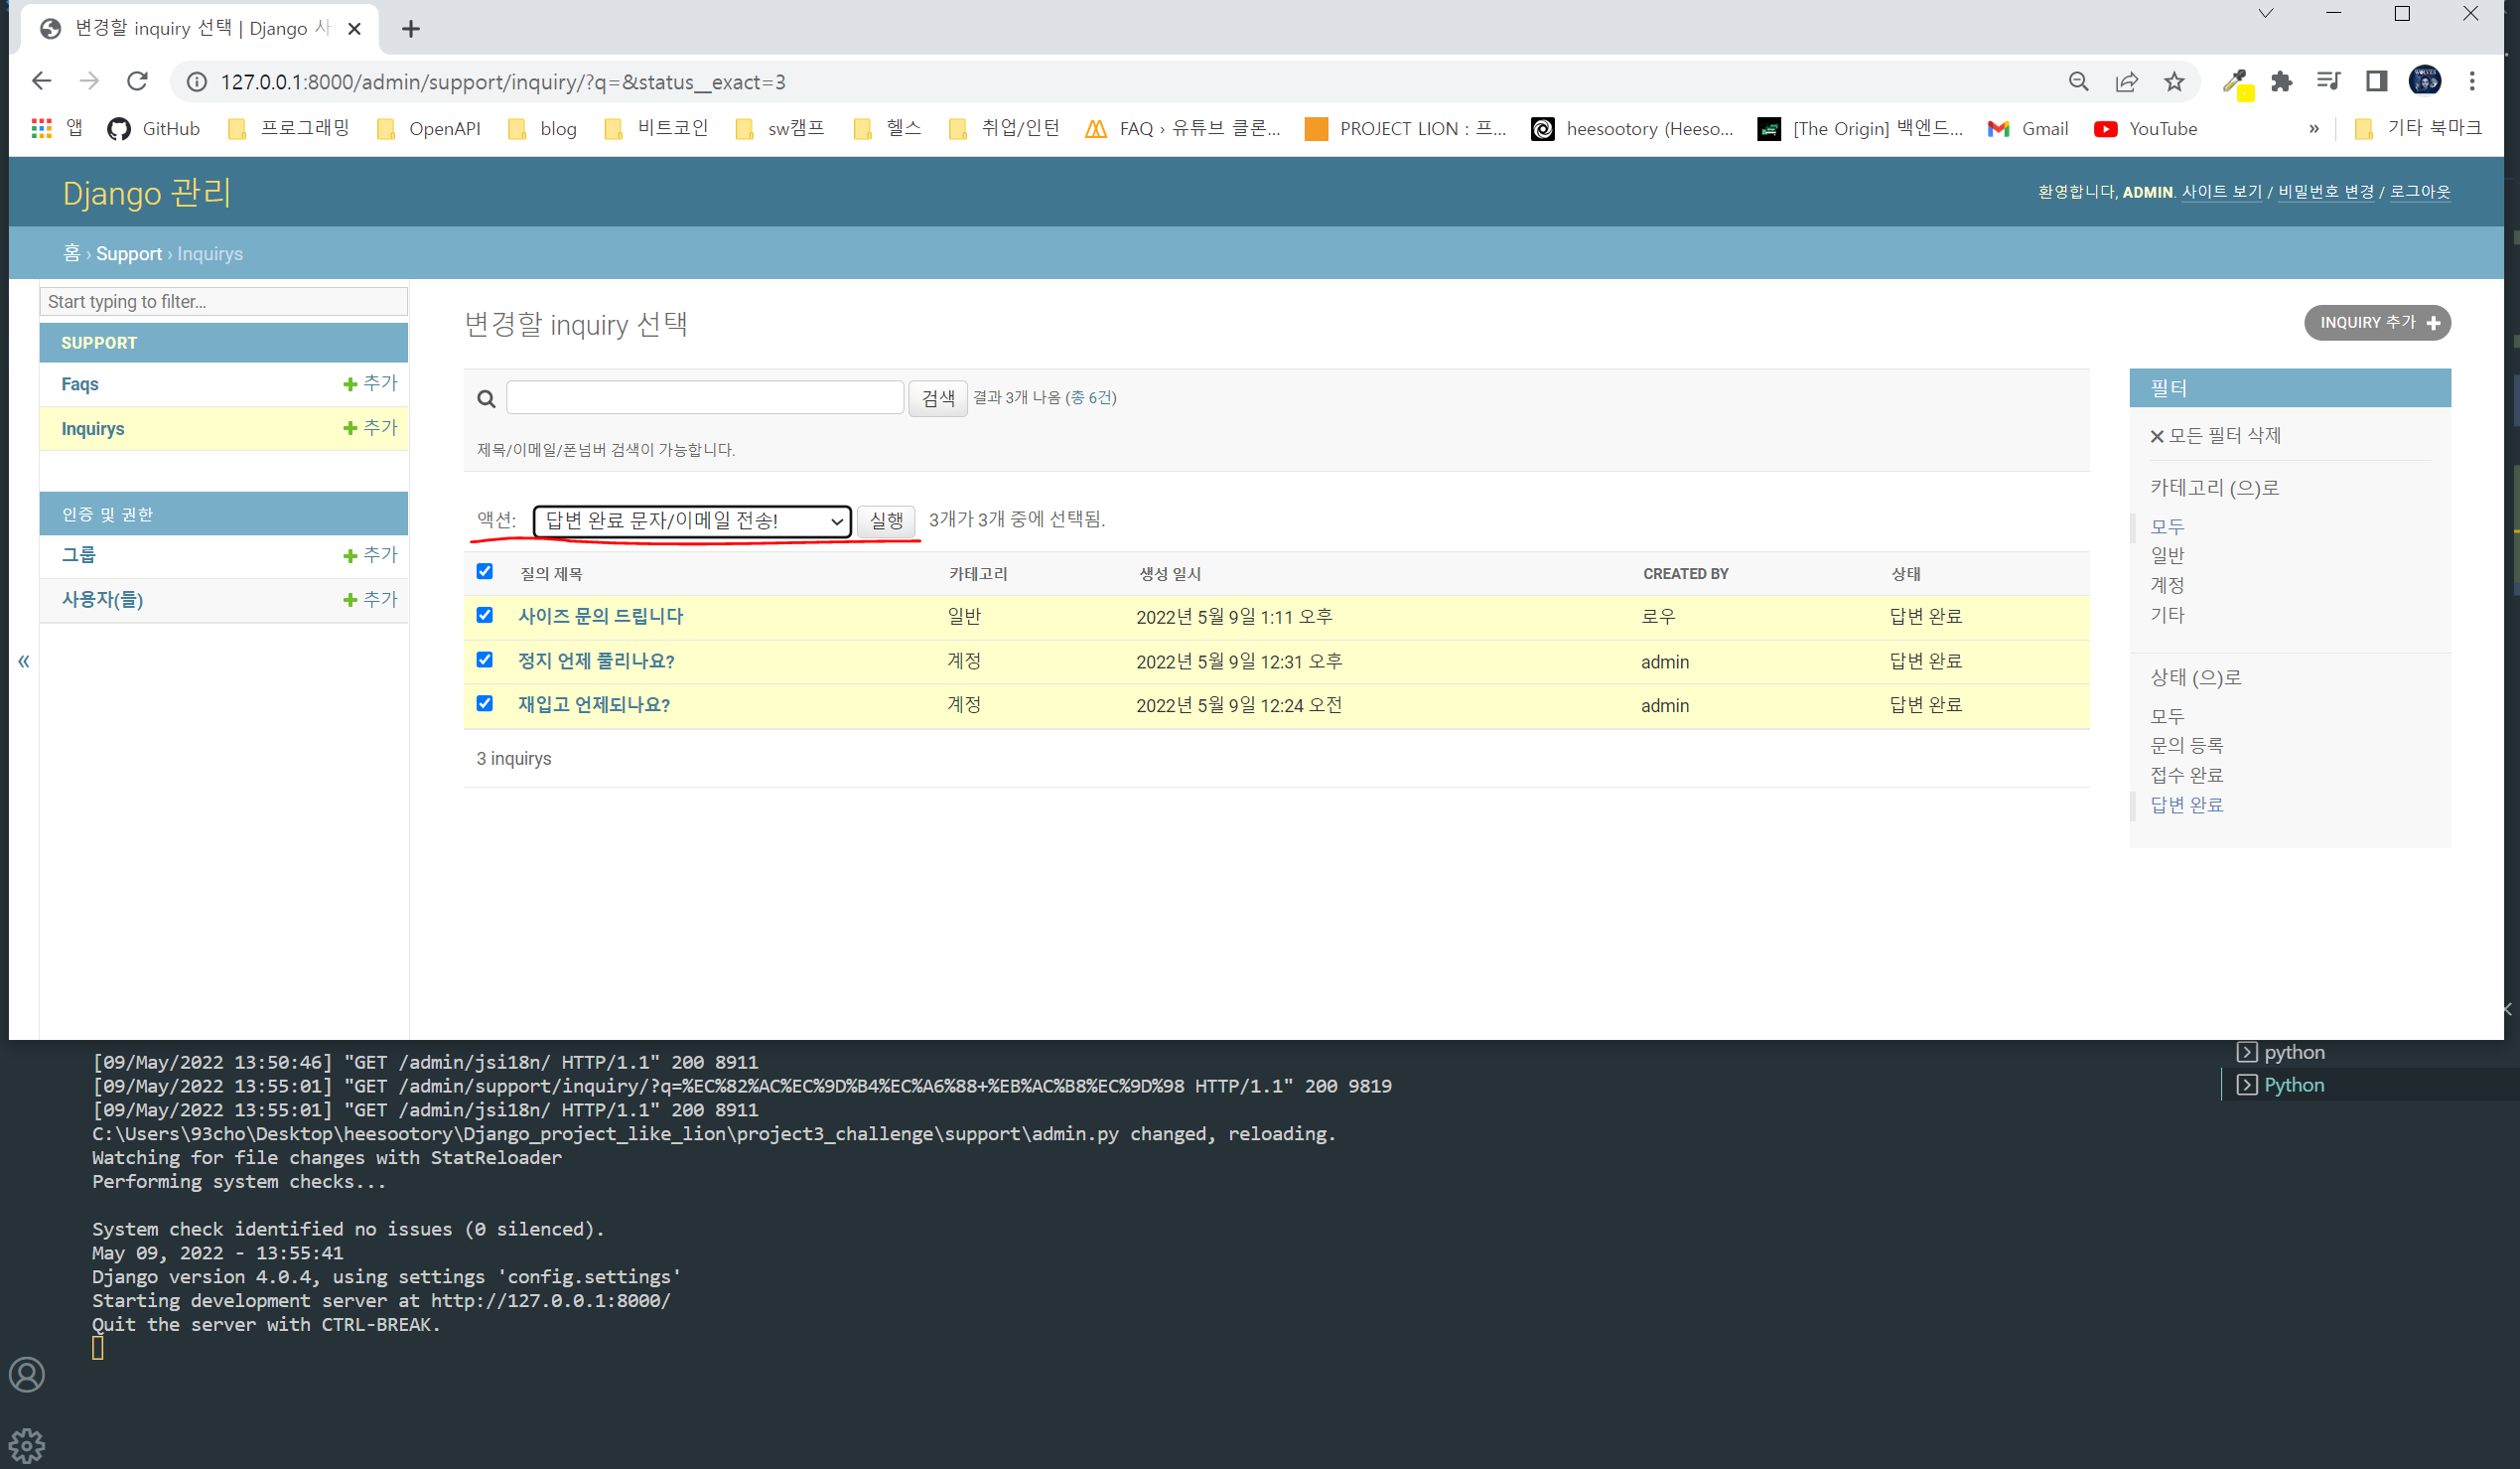 변경할 inquiry 선택 | Django 사
127.0.0.1:8000/admin/support/inquiry/?q=&status__exact=3
앱 GitHub 프로그래밍 OpenAPI blog 비트코인 sw캠프 헬스 취업/인턴 FAQ › 유튜브 클론... PROJECT LION : 프... heesootory (Heeso... [The Origin] 백엔드... Gmail YouTube » 기타 북마크
Django 관리
환영합니다, ADMIN. 사이트 보기 / 비밀번호 변경 / 로그아웃
홈 › Support › Inquirys
Start typing to filter...
SUPPORT
Faqs 추가
Inquirys 추가
인증 및 권한
그룹 추가
사용자(들) 추가
«
변경할 inquiry 선택
INQUIRY 추가
검색 결과 3개 나옴 (총 6건)
제목/이메일/폰넘버 검색이 가능합니다.
액션: 답변 완료 문자/이메일 전송! 실행 3개가 3개 중에 선택됨.
질의 제목 카테고리 생성 일시 CREATED BY 상태
사이즈 문의 드립니다 일반 2022년 5월 9일 1:11 오후 로우 답변 완료
정지 언제 풀리나요? 계정 2022년 5월 9일 12:31 오후 admin 답변 완료
재입고 언제되나요? 계정 2022년 5월 9일 12:24 오전 admin 답변 완료
3 inquirys
필터
모든 필터 삭제
카테고리 (으)로
모두
일반
계정
기타
상태 (으)로
모두
문의 등록
접수 완료
답변 완료
[09/May/2022 13:50:46] "GET /admin/jsi18n/ HTTP/1.1" 200 8911
[09/May/2022 13:55:01] "GET /admin/support/inquiry/?q=%EC%82%AC%EC%9D%B4%EC%A6%88+%EB%AC%B8%EC%9D%98 HTTP/1.1" 200 9819
[09/May/2022 13:55:01] "GET /admin/jsi18n/ HTTP/1.1" 200 8911
C:\Users\93cho\Desktop\heesootory\Django_project_like_lion\project3_challenge\support\admin.py changed, reloading.
Watching for file changes with StatReloader
Performing system checks...
System check identified no issues (0 silenced).
May 09, 2022 - 13:55:41
Django version 4.0.4, using settings 'config.settings'
Starting development server at http://127.0.0.1:8000/
Quit the server with CTRL-BREAK.
python
Python